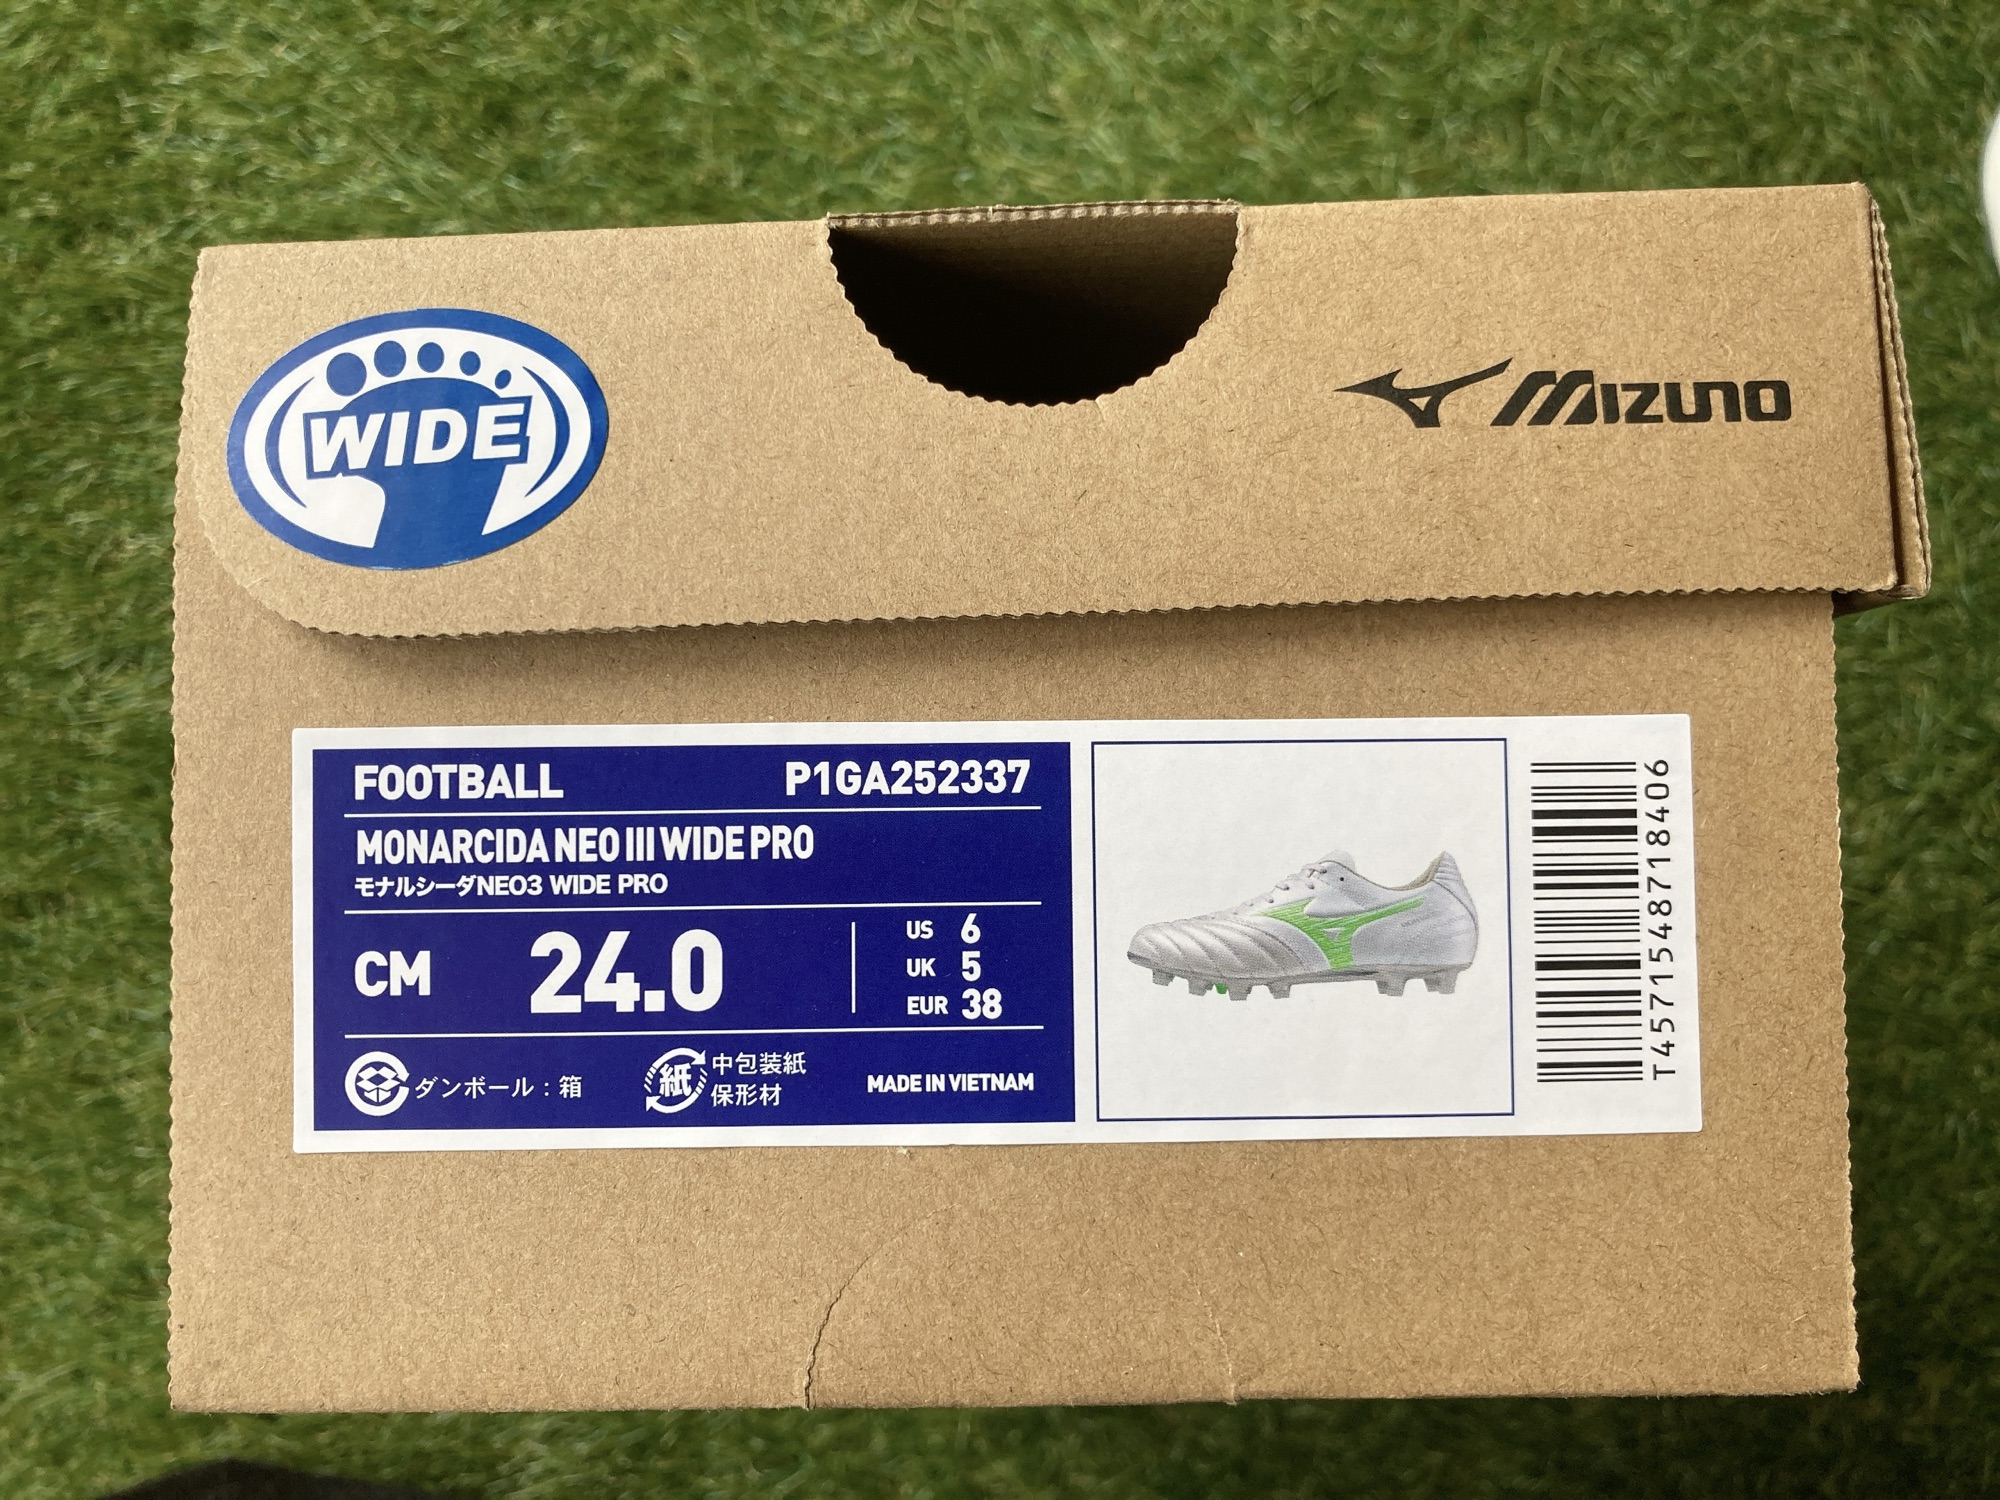 WIDE
MIZUNO
FOOTBALL P1GA252337
MONARCIDA NEO III WIDE PRO
モナルシーダNEO3 WIDE PRO
CM 24.0
US 6
UK 5
EUR 38
ダンボール：箱
紙
中包装紙
保形材
MADE IN VIETNAM
T4571548718406